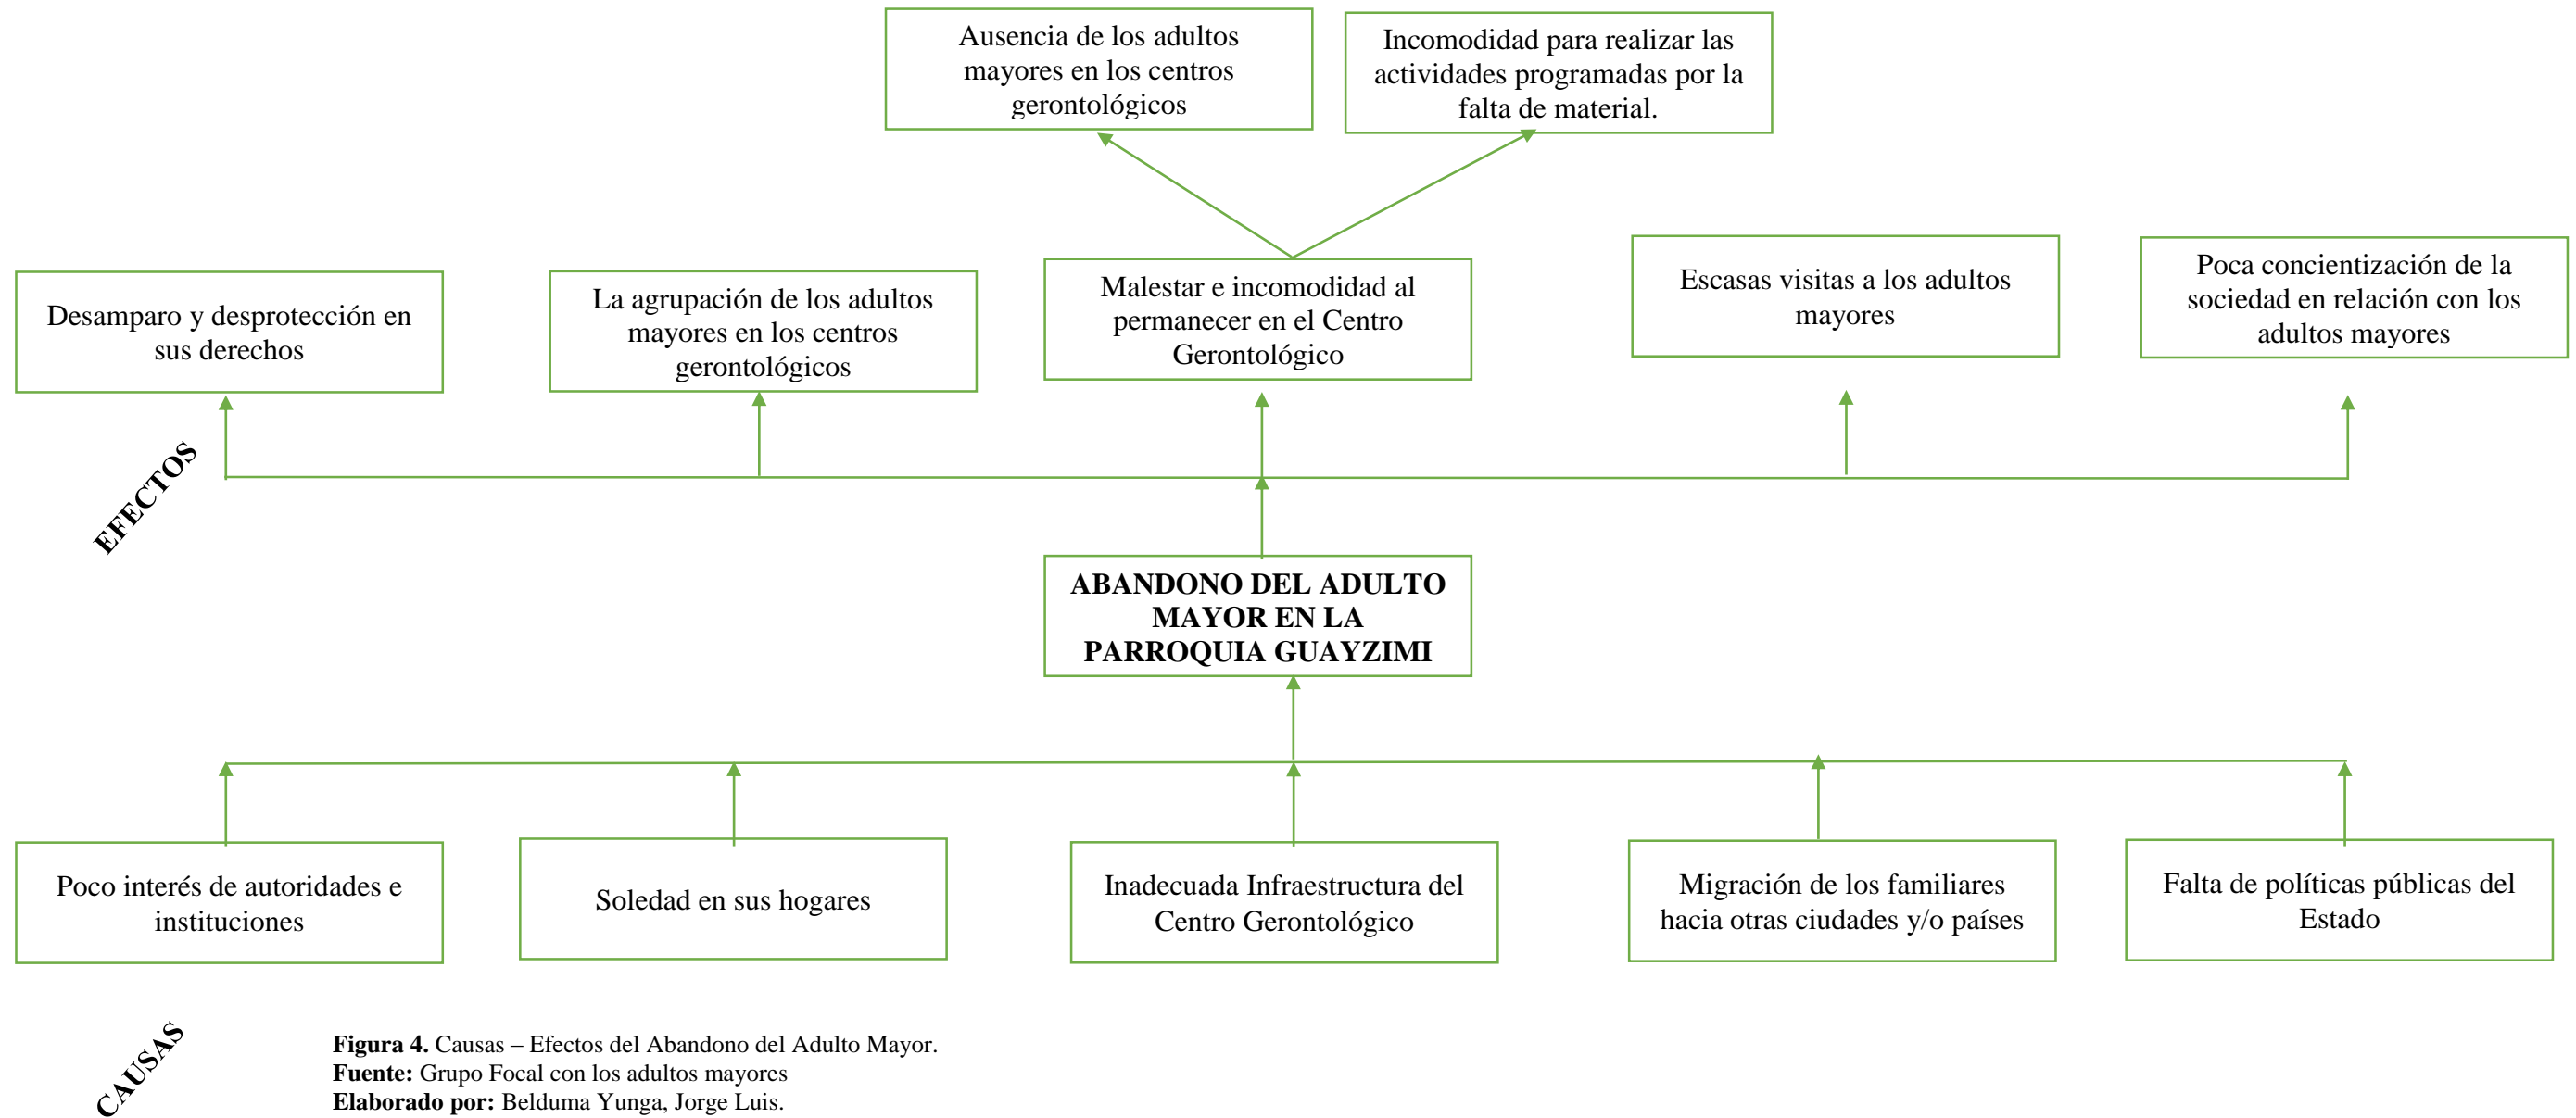 Ausencia de los adultos
mayores en los centros
gerontológicos
Incomodidad para realizar las
actividades programadas por la
falta de material.
Desamparo y desprotección en
sus derechos
La agrupación de los adultos
mayores en los centros
gerontológicos
Malestar e incomodidad al
permanecer en el Centro
Gerontológico
Escasas visitas a los adultos
mayores
Poca concientización de la
sociedad en relación con los
adultos mayores
EFECTOS
ABANDONO DEL ADULTO
MAYOR EN LA
PARROQUIA GUAYZIMI
Poco interés de autoridades e
instituciones
Soledad en sus hogares
Inadecuada Infraestructura del
Centro Gerontológico
Migración de los familiares
hacia otras ciudades y/o países
Falta de políticas públicas del
Estado
CAUSAS
Figura 4. Causas – Efectos del Abandono del Adulto Mayor.
Fuente: Grupo Focal con los adultos mayores
Elaborado por: Belduma Yunga, Jorge Luis.